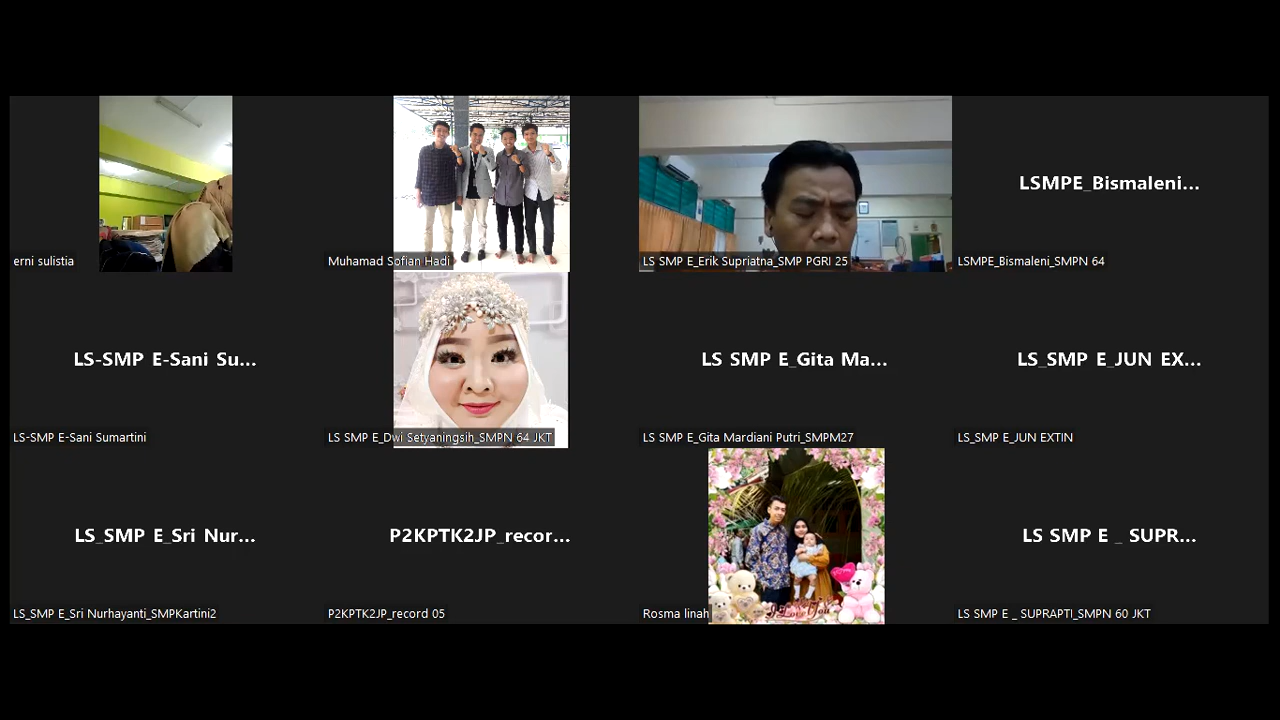 erni sulistia
Muhamad Sofian Hadi
LS SMP E_Erik Supriatna_SMP PGRI 25
LSMPE_Bismaleni...
LSMPE_Bismaleni_SMPN 64
LS-SMP E-Sani Su...
LS-SMP E-Sani Sumartini
LS SMP E_Dwi Setyaningsih_SMPN 64 JKT
LS SMP E_Gita Ma...
LS SMP E_Gita Mardiani Putri_SMPM27
LS_SMP E_JUN EX...
LS_SMP E_JUN EXTIN
LS_SMP E_Sri Nur...
LS_SMP E_Sri Nurhayanti_SMPKartini2
P2KPTK2JP_recor...
P2KPTK2JP_record 05
I Love You
Rosma linah
LS SMP E _ SUPR...
LS SMP E _ SUPRAPTI_SMPN 60 JKT